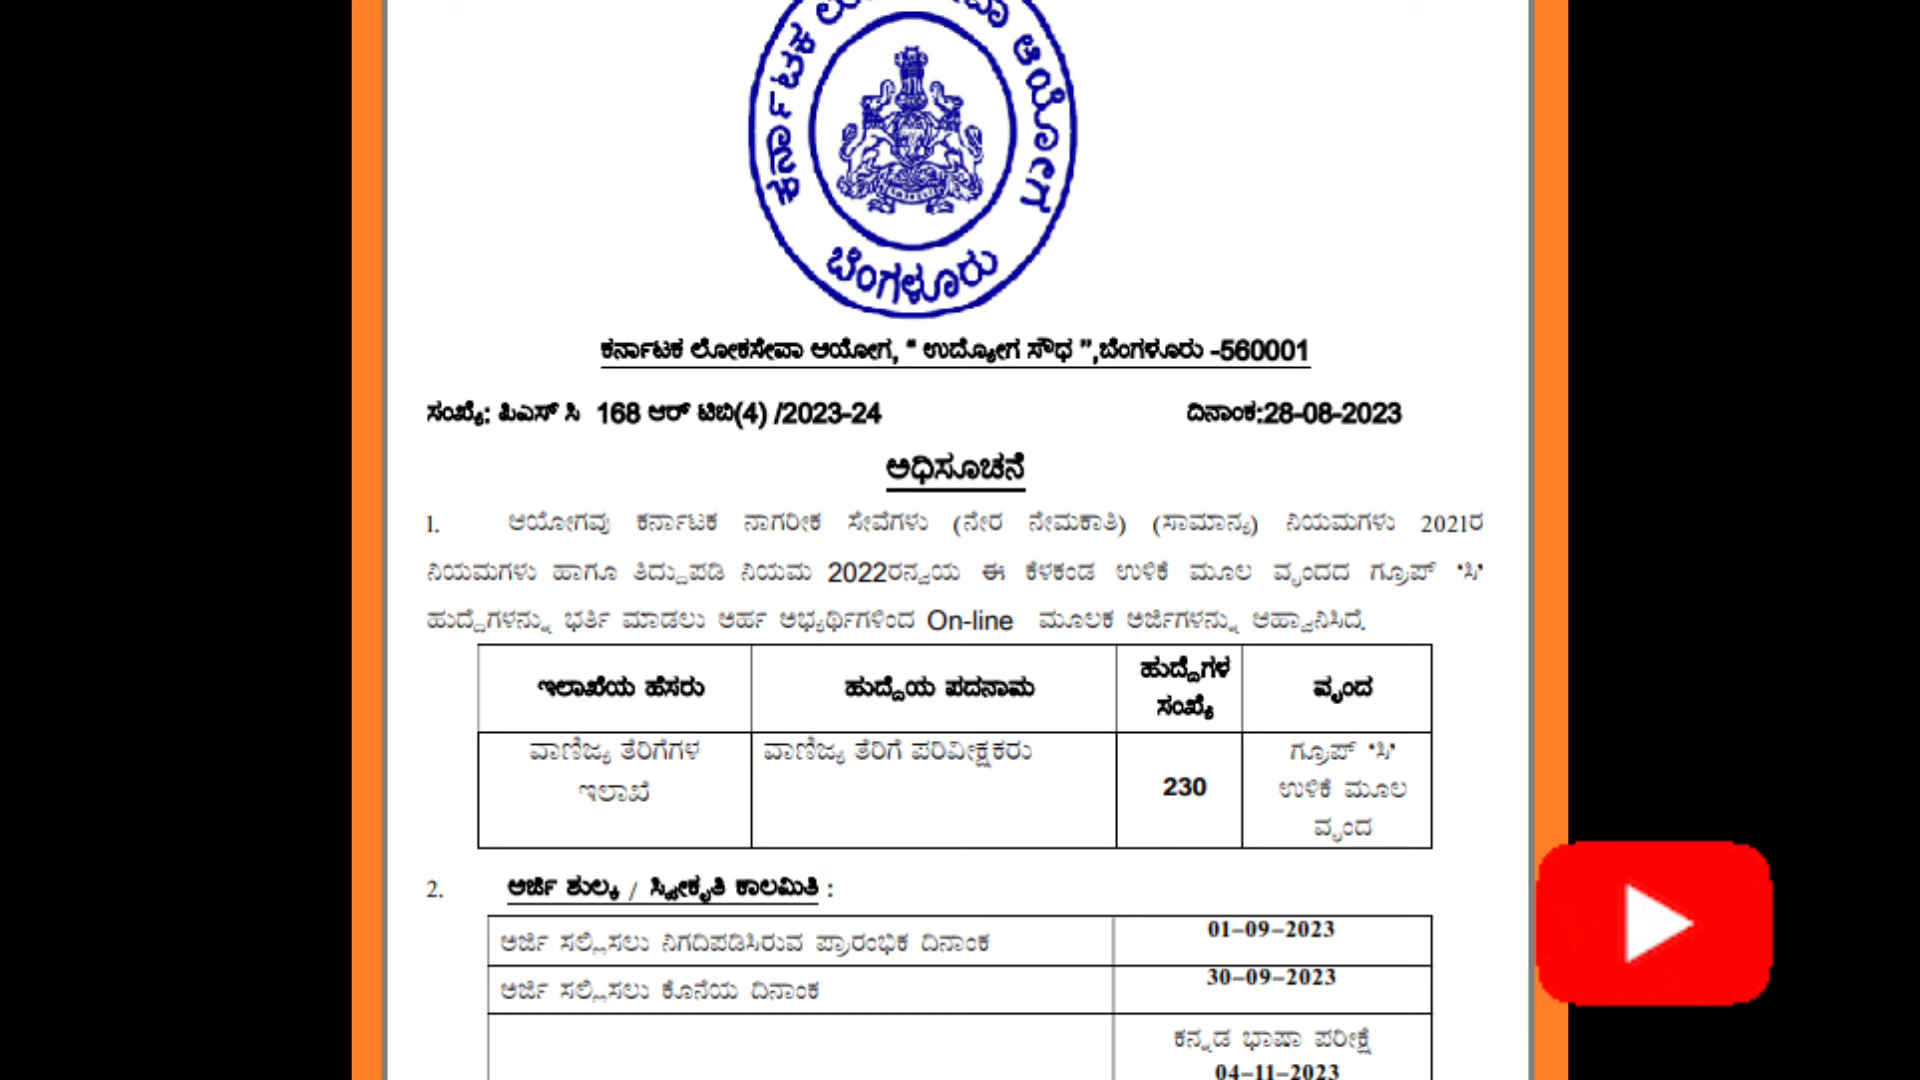 ಕರ್ನಾಟಕ ಆಯೋಗ
ಬೆಂಗಳೂರು
ಕರ್ನಾಟಕ ಲೋಕಸೇವಾ ಆಯೋಗ, “ ಉದ್ಯೋಗ ಸೌಧ ”,ಬೆಂಗಳೂರು -560001
ಸಂಖ್ಯೆ: ಪಿಎಸ್ ಸಿ 168 ಆರ್ ಟಿಬಿ(4) /2023-24 ದಿನಾಂಕ:28-08-2023
ಅಧಿಸೂಚನೆ
1. ಆಯೋಗವು ಕರ್ನಾಟಕ ನಾಗರೀಕ ಸೇವೆಗಳು (ನೇರ ನೇಮಕಾತಿ) (ಸಾಮಾನ್ಯ) ನಿಯಮಗಳು 2021ರ
ನಿಯಮಗಳು ಹಾಗೂ ತಿದ್ದುಪಡಿ ನಿಯಮ 2022ರನ್ವಯ ಈ ಕೆಳಕಂಡ ಉಳಿಕೆ ಮೂಲ ವೃಂದದ ಗ್ರೂಪ್ ‘ಸಿ’
ಹುದ್ದೆಗಳನ್ನು ಭರ್ತಿ ಮಾಡಲು ಅರ್ಹ ಅಭ್ಯರ್ಥಿಗಳಿಂದ On-line ಮೂಲಕ ಅರ್ಜಿಗಳನ್ನು ಆಹ್ವಾನಿಸಿದೆ.
ಇಲಾಖೆಯ ಹೆಸರು ಹುದ್ದೆಯ ಪದನಾಮ ಹುದ್ದೆಗಳ ಸಂಖ್ಯೆ ವೃಂದ
ವಾಣಿಜ್ಯ ತೆರಿಗೆಗಳ ಇಲಾಖೆ ವಾಣಿಜ್ಯ ತೆರಿಗೆ ಪರಿವೀಕ್ಷಕರು 230 ಗ್ರೂಪ್ ‘ಸಿ’ ಉಳಿಕೆ ಮೂಲ ವೃಂದ
2. ಅರ್ಜಿ ಶುಲ್ಕ / ಸ್ವೀಕೃತಿ ಕಾಲಮಿತಿ :
ಅರ್ಜಿ ಸಲ್ಲಿಸಲು ನಿಗದಿಪಡಿಸಿರುವ ಪ್ರಾರಂಭಿಕ ದಿನಾಂಕ 01–09–2023
ಅರ್ಜಿ ಸಲ್ಲಿಸಲು ಕೊನೆಯ ದಿನಾಂಕ 30–09–2023
ಕನ್ನಡ ಭಾಷಾ ಪರೀಕ್ಷೆ
04–11–2023